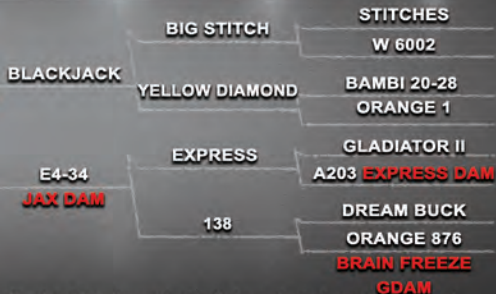 STITCHES
BIG STITCH
W 6002
BLACKJACK
BAMBI 20-28
YELLOW DIAMOND
ORANGE 1
GLADIATOR II
EXPRESS
A203 EXPRESS DAM
E4-34
JAX DAM
DREAM BUCK
138
ORANGE 876
BRAIN FREEZE
GDAM